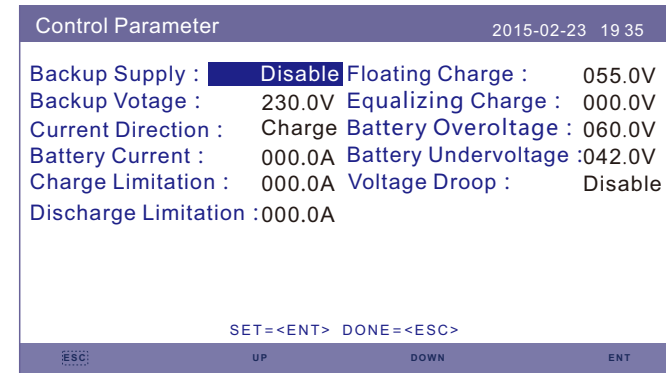 Control Parameter 2015-02-23 19 35
Backup Supply : Disable Floating Charge : 055.0V
Backup Votage : 230.0V Equalizing Charge : 000.0V
Current Direction : Charge Battery Overoltage : 060.0V
Battery Current : 000.0A Battery Undervoltage :042.0V
Charge Limitation : 000.0A Voltage Droop : Disable
Discharge Limitation :000.0A
SET=<ENT> DONE=<ESC>
ESC UP DOWN ENT